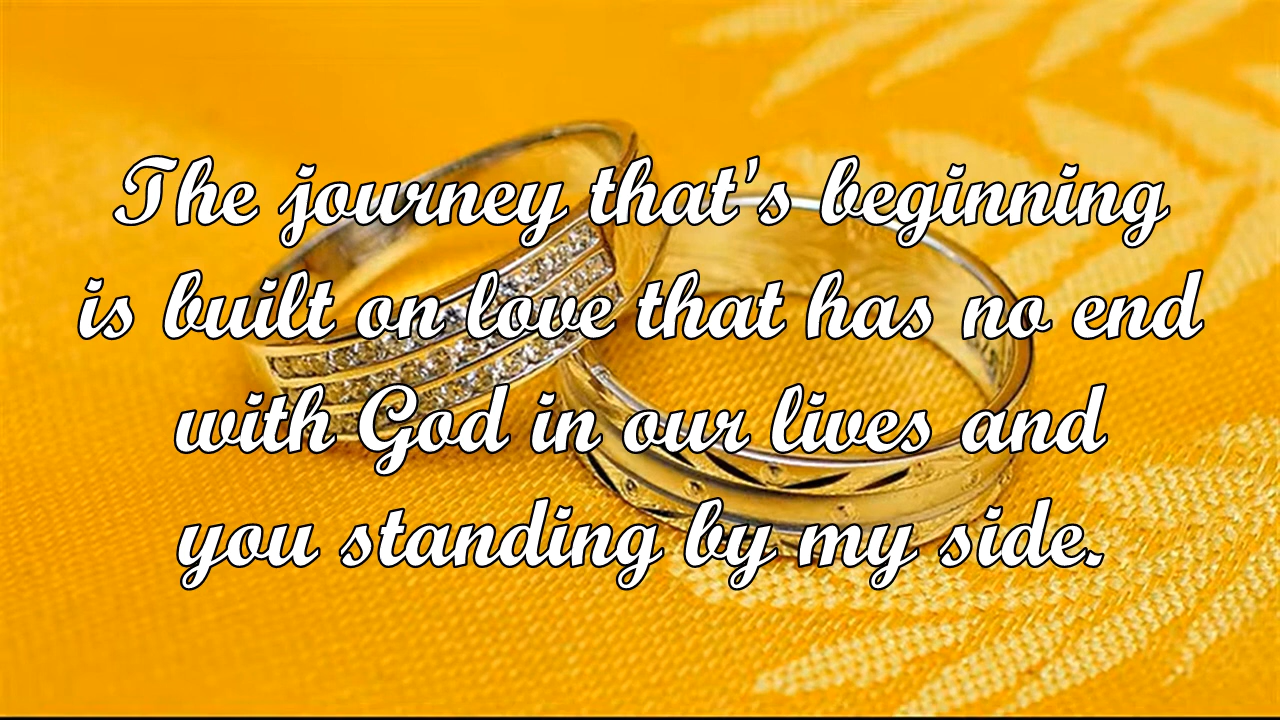 The journey that's beginning
is built on love that has no end
with God in our lives and
you standing by my side.